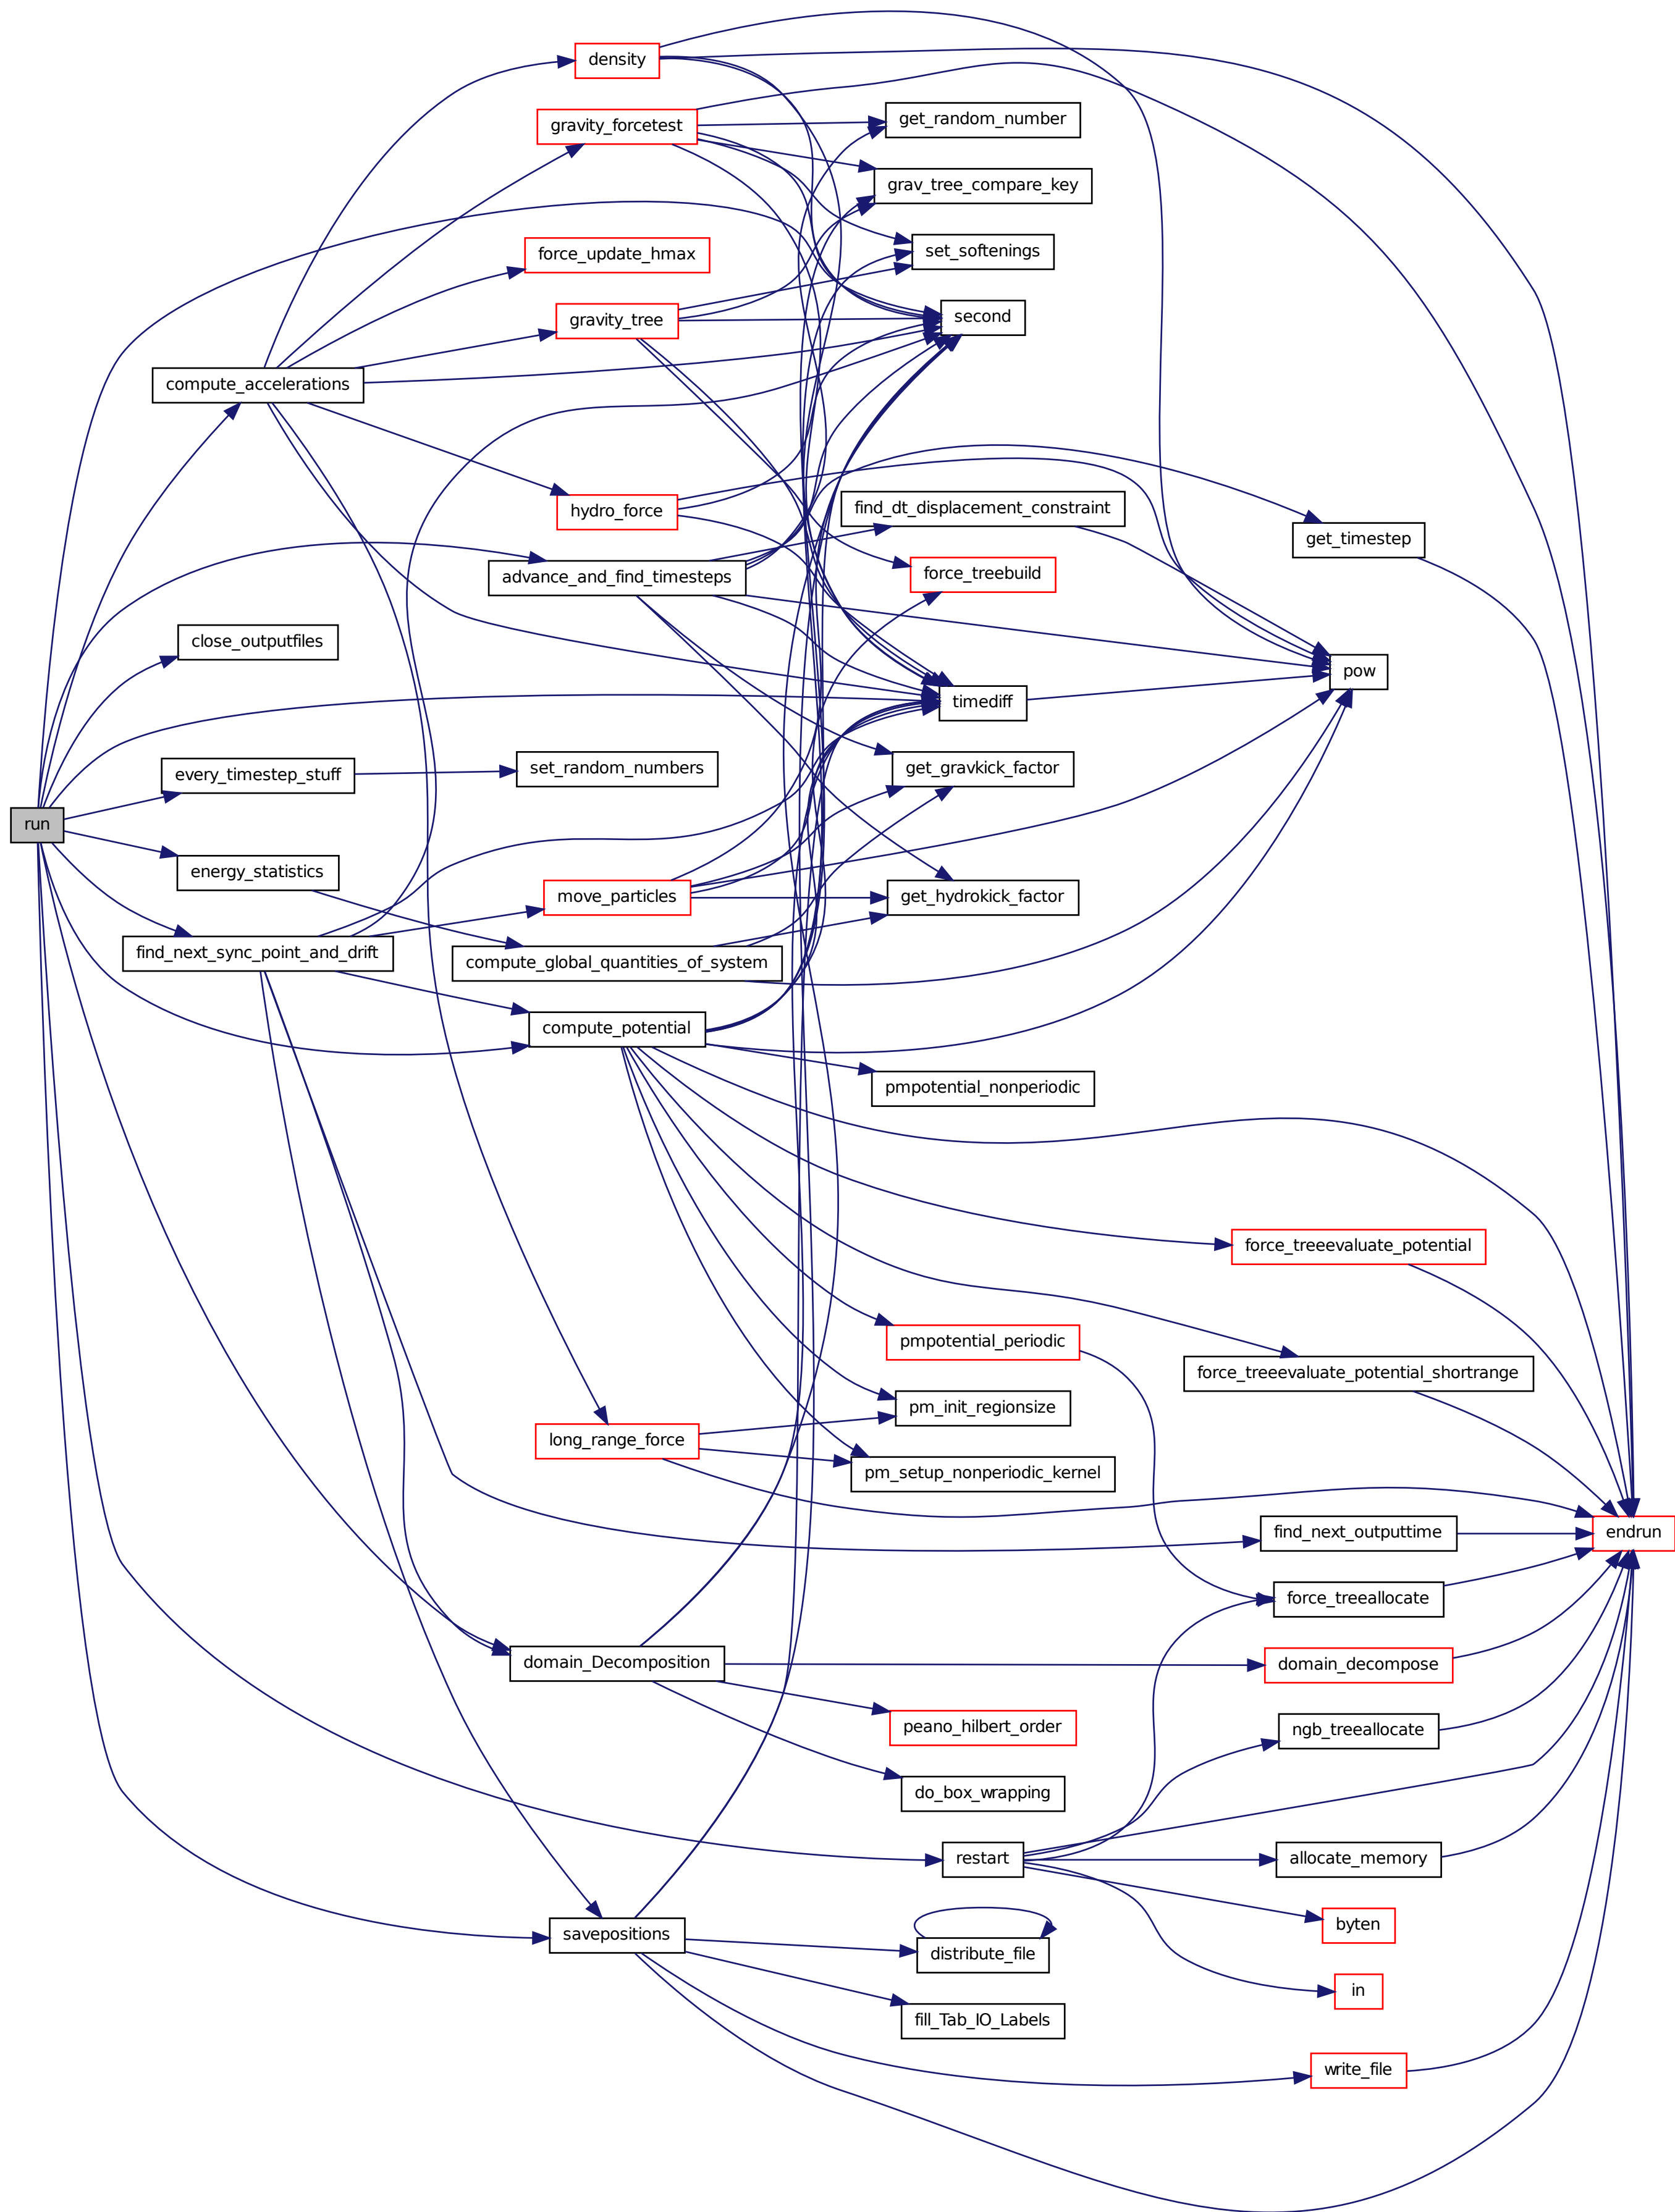 density
gravity_forcetest
get_random_number
grav_tree_compare_key
force_update_hmax
set_softenings
gravity_tree
second
compute_accelerations
hydro_force
find_dt_displacement_constraint
get_timestep
advance_and_find_timesteps
force_treebuild
close_outputfiles
pow
timediff
every_timestep_stuff
set_random_numbers
get_gravkick_factor
run
energy_statistics
move_particles
get_hydrokick_factor
find_next_sync_point_and_drift
compute_global_quantities_of_system
compute_potential
pmpotential_nonperiodic
force_treeevaluate_potential
pmpotential_periodic
force_treeevaluate_potential_shortrange
pm_init_regionsize
long_range_force
pm_setup_nonperiodic_kernel
find_next_outputtime
endrun
force_treeallocate
domain_Decomposition
domain_decompose
peano_hilbert_order
ngb_treeallocate
do_box_wrapping
restart
allocate_memory
byten
savepositions
distribute_file
in
fill_Tab_IO_Labels
write_file